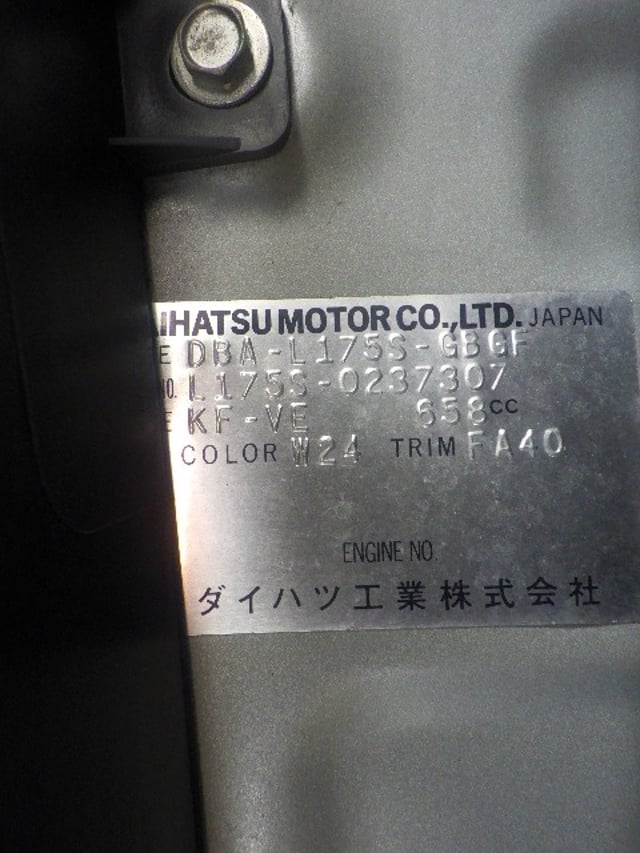 AIHATSU MOTOR CO.,LTD. JAPAN
E DBA-L175S-GBGF
NO. L175S-0237307
E KF-VE 658CC
COLOR W24 TRIM FA40
ENGINE NO.
ダイハツ工業株式会社